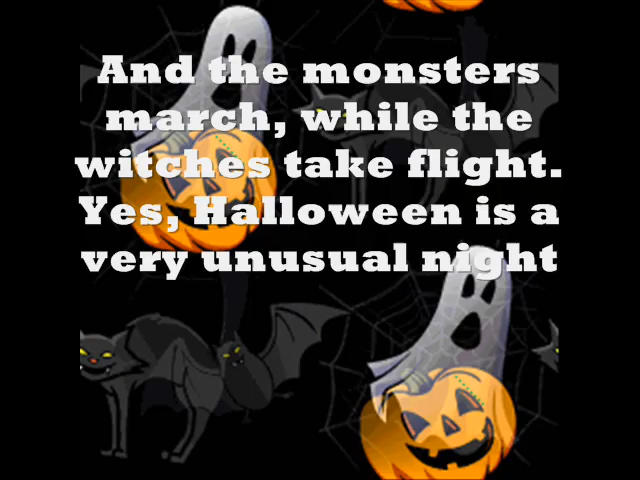 And the monsters
march, while the
witches take flight.
Yes, Halloween is a
very unusual night